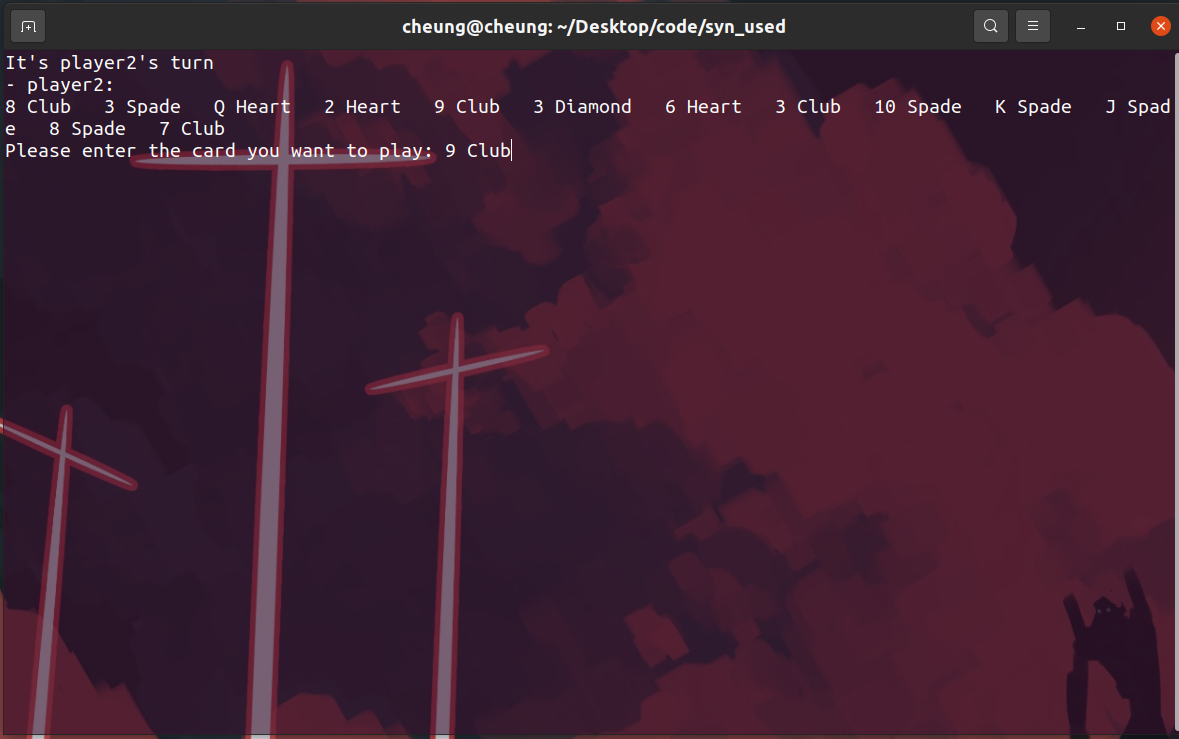 cheung@cheung: ~/Desktop/code/syn_used
It's player2's turn
- player2:
8 Club   3 Spade   Q Heart   2 Heart   9 Club   3 Diamond   6 Heart   3 Club   10 Spade   K Spade   J Spad
e   8 Spade   7 Club
Please enter the card you want to play: 9 Club